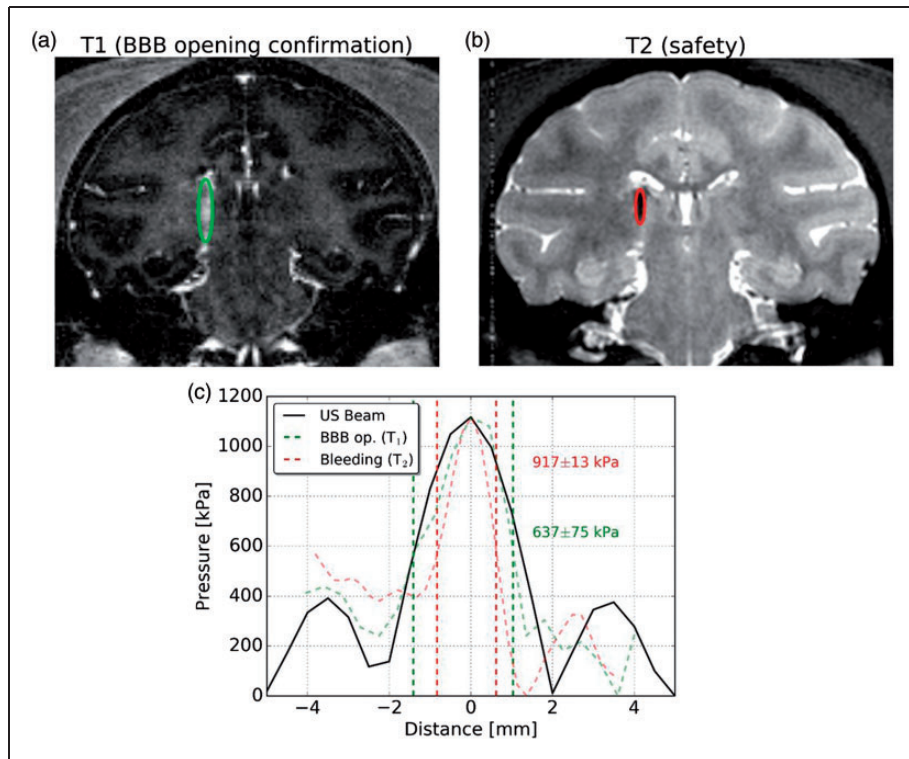 (a) T1 (BBB opening confirmation)
(b) T2 (safety)
(c)
1200
1000
800
600
400
200
0
Pressure [kPa]
US Beam
BBB op. (T₁)
Bleeding (T₂)
917±13 kPa
637±75 kPa
−4 −2 0 2 4
Distance [mm]